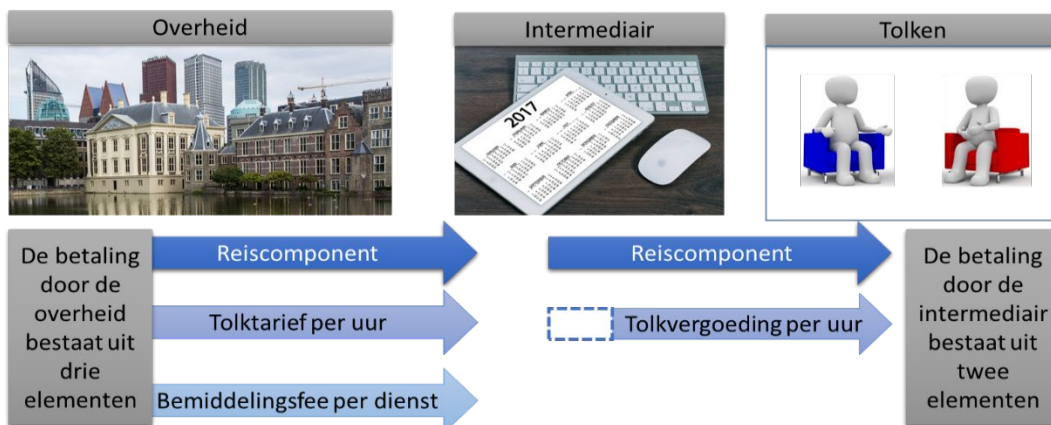 Overheid
Intermediair
Tolken
2017
De betaling
door de
overheid
bestaat uit
drie
elementen
Reiscomponent
Tolktarief per uur
Bemiddelingsfee per dienst
Reiscomponent
Tolkvergoeding per uur
De betaling
door de
intermediair
bestaat uit
twee
elementen